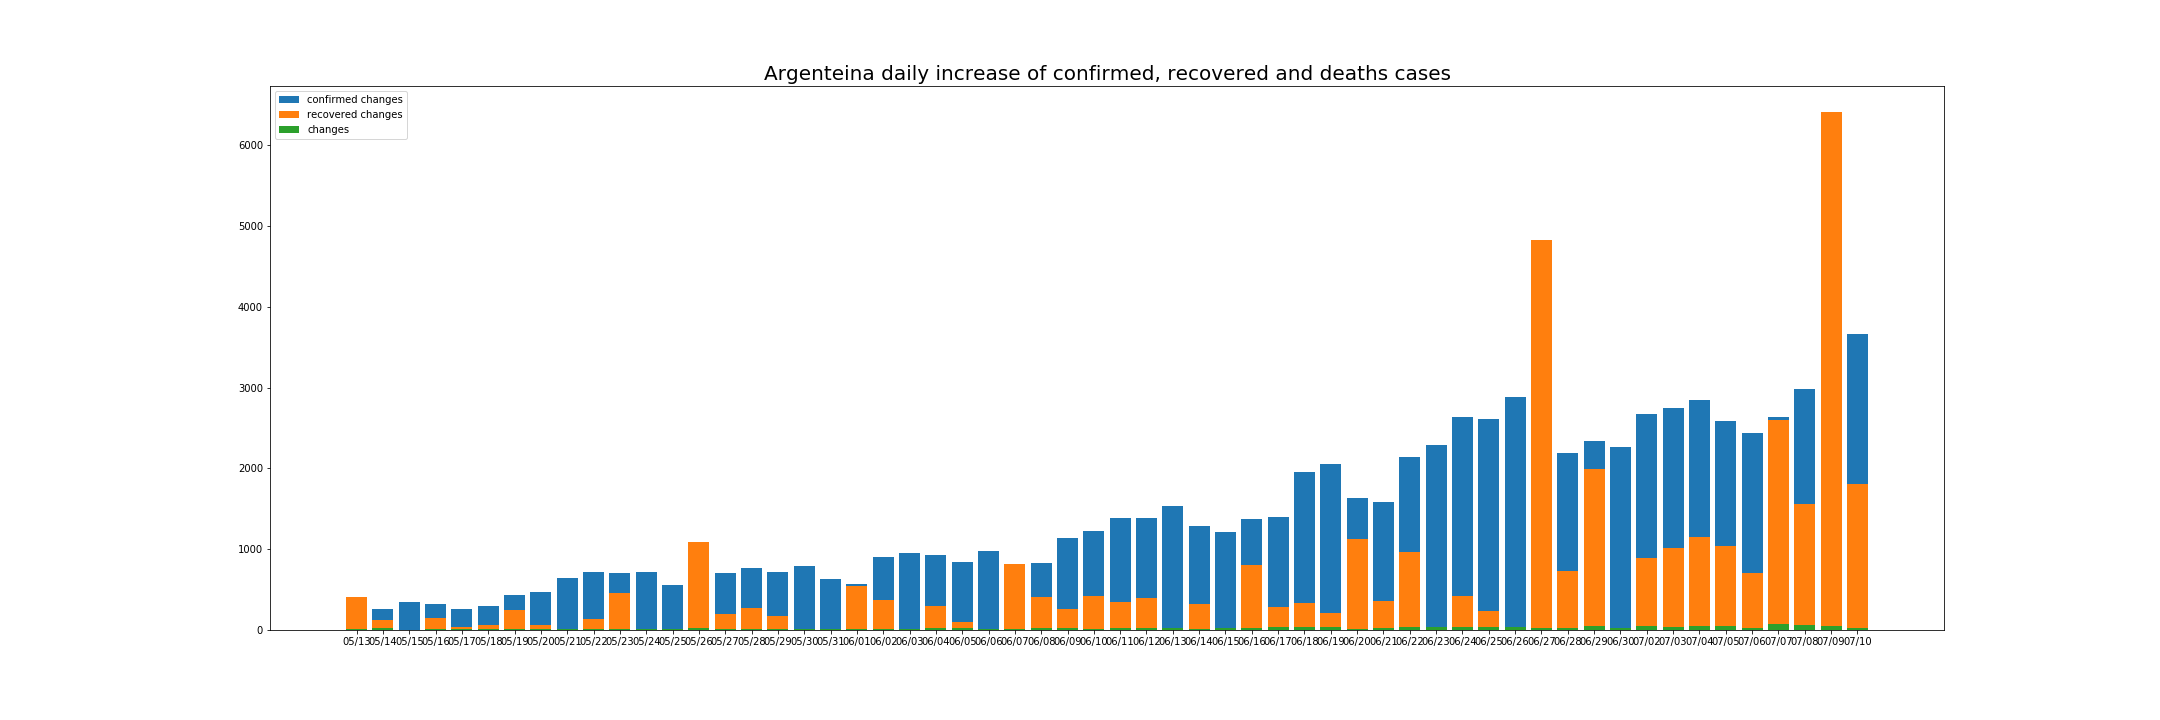 Argenteina daily increase of confirmed, recovered and deaths cases
confirmed changes
recovered changes
changes
6000
5000
4000
3000
2000
1000
0
05/13 05/14 05/15 05/16 05/17 05/18 05/19 05/20 05/21 05/22 05/23 05/24 05/25 05/26 05/27 05/28 05/29 05/30 05/31 06/01 06/02 06/03 06/04 06/05 06/06 06/07 06/08 06/09 06/10 06/11 06/12 06/13 06/14 06/15 06/16 06/17 06/18 06/19 06/20 06/21 06/22 06/23 06/24 06/25 06/26 06/27 06/28 06/29 06/30 07/02 07/03 07/04 07/05 07/06 07/07 07/08 07/09 07/10